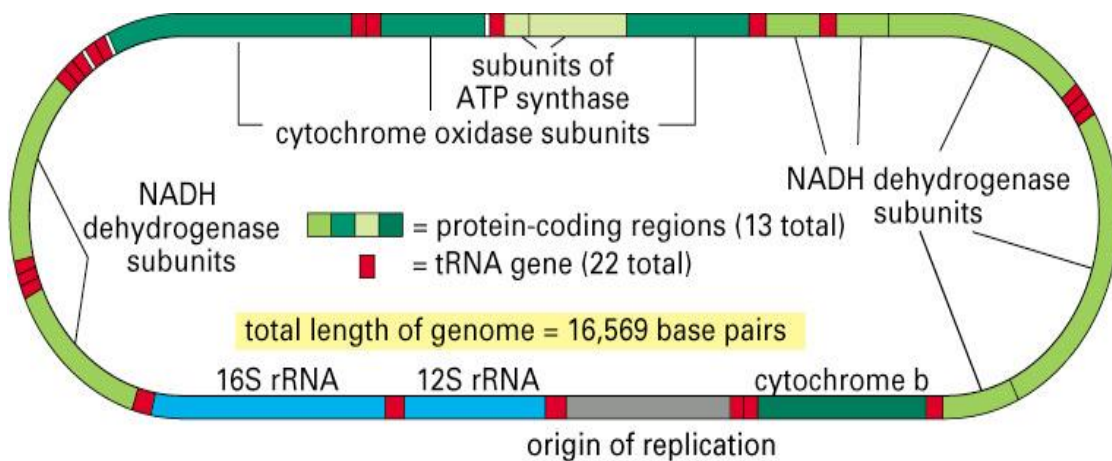 subunits of
ATP synthase
cytochrome oxidase subunits
NADH
dehydrogenase
subunits
NADH dehydrogenase
subunits
= protein-coding regions (13 total)
= tRNA gene (22 total)
total length of genome = 16,569 base pairs
16S rRNA
12S rRNA
cytochrome b
origin of replication